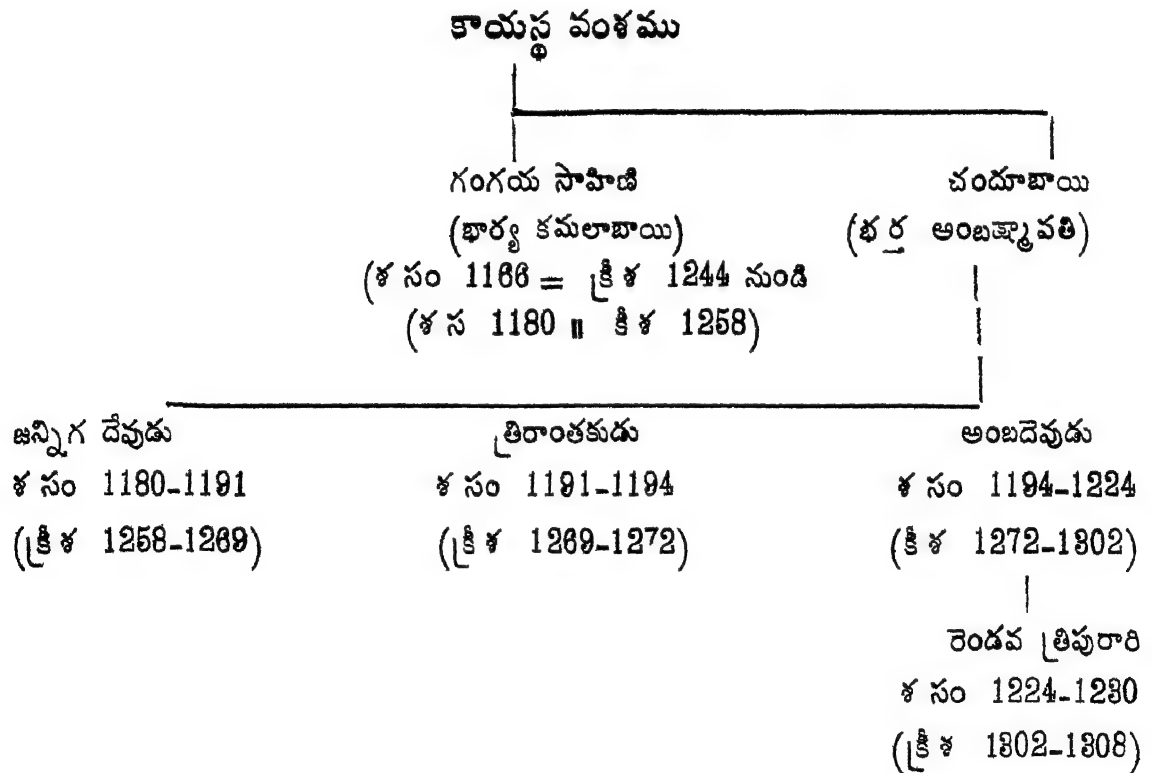 కాయస్థ వంశము
గంగయ సాహిణి
(భార్య కమలాబాయి)
(శ సం 1166 = క్రీ శ 1244 నుండి
(శ స 1180 ॥ కీ శ 1258)
చందూబాయి
(భర్త అంబక్ష్మావతి)
జన్నిగ దేవుడు
శ సం 1180-1191
(క్రీ శ 1258-1269)
త్రిరాంతకుడు
శ సం 1191-1194
(క్రీ శ 1269-1272)
అంబదెవుడు
శ సం 1194-1224
(కీ శ 1272-1302)
రెండవ త్రిపురారి
శ సం 1224-1230
(క్రీ శ 1302-1308)